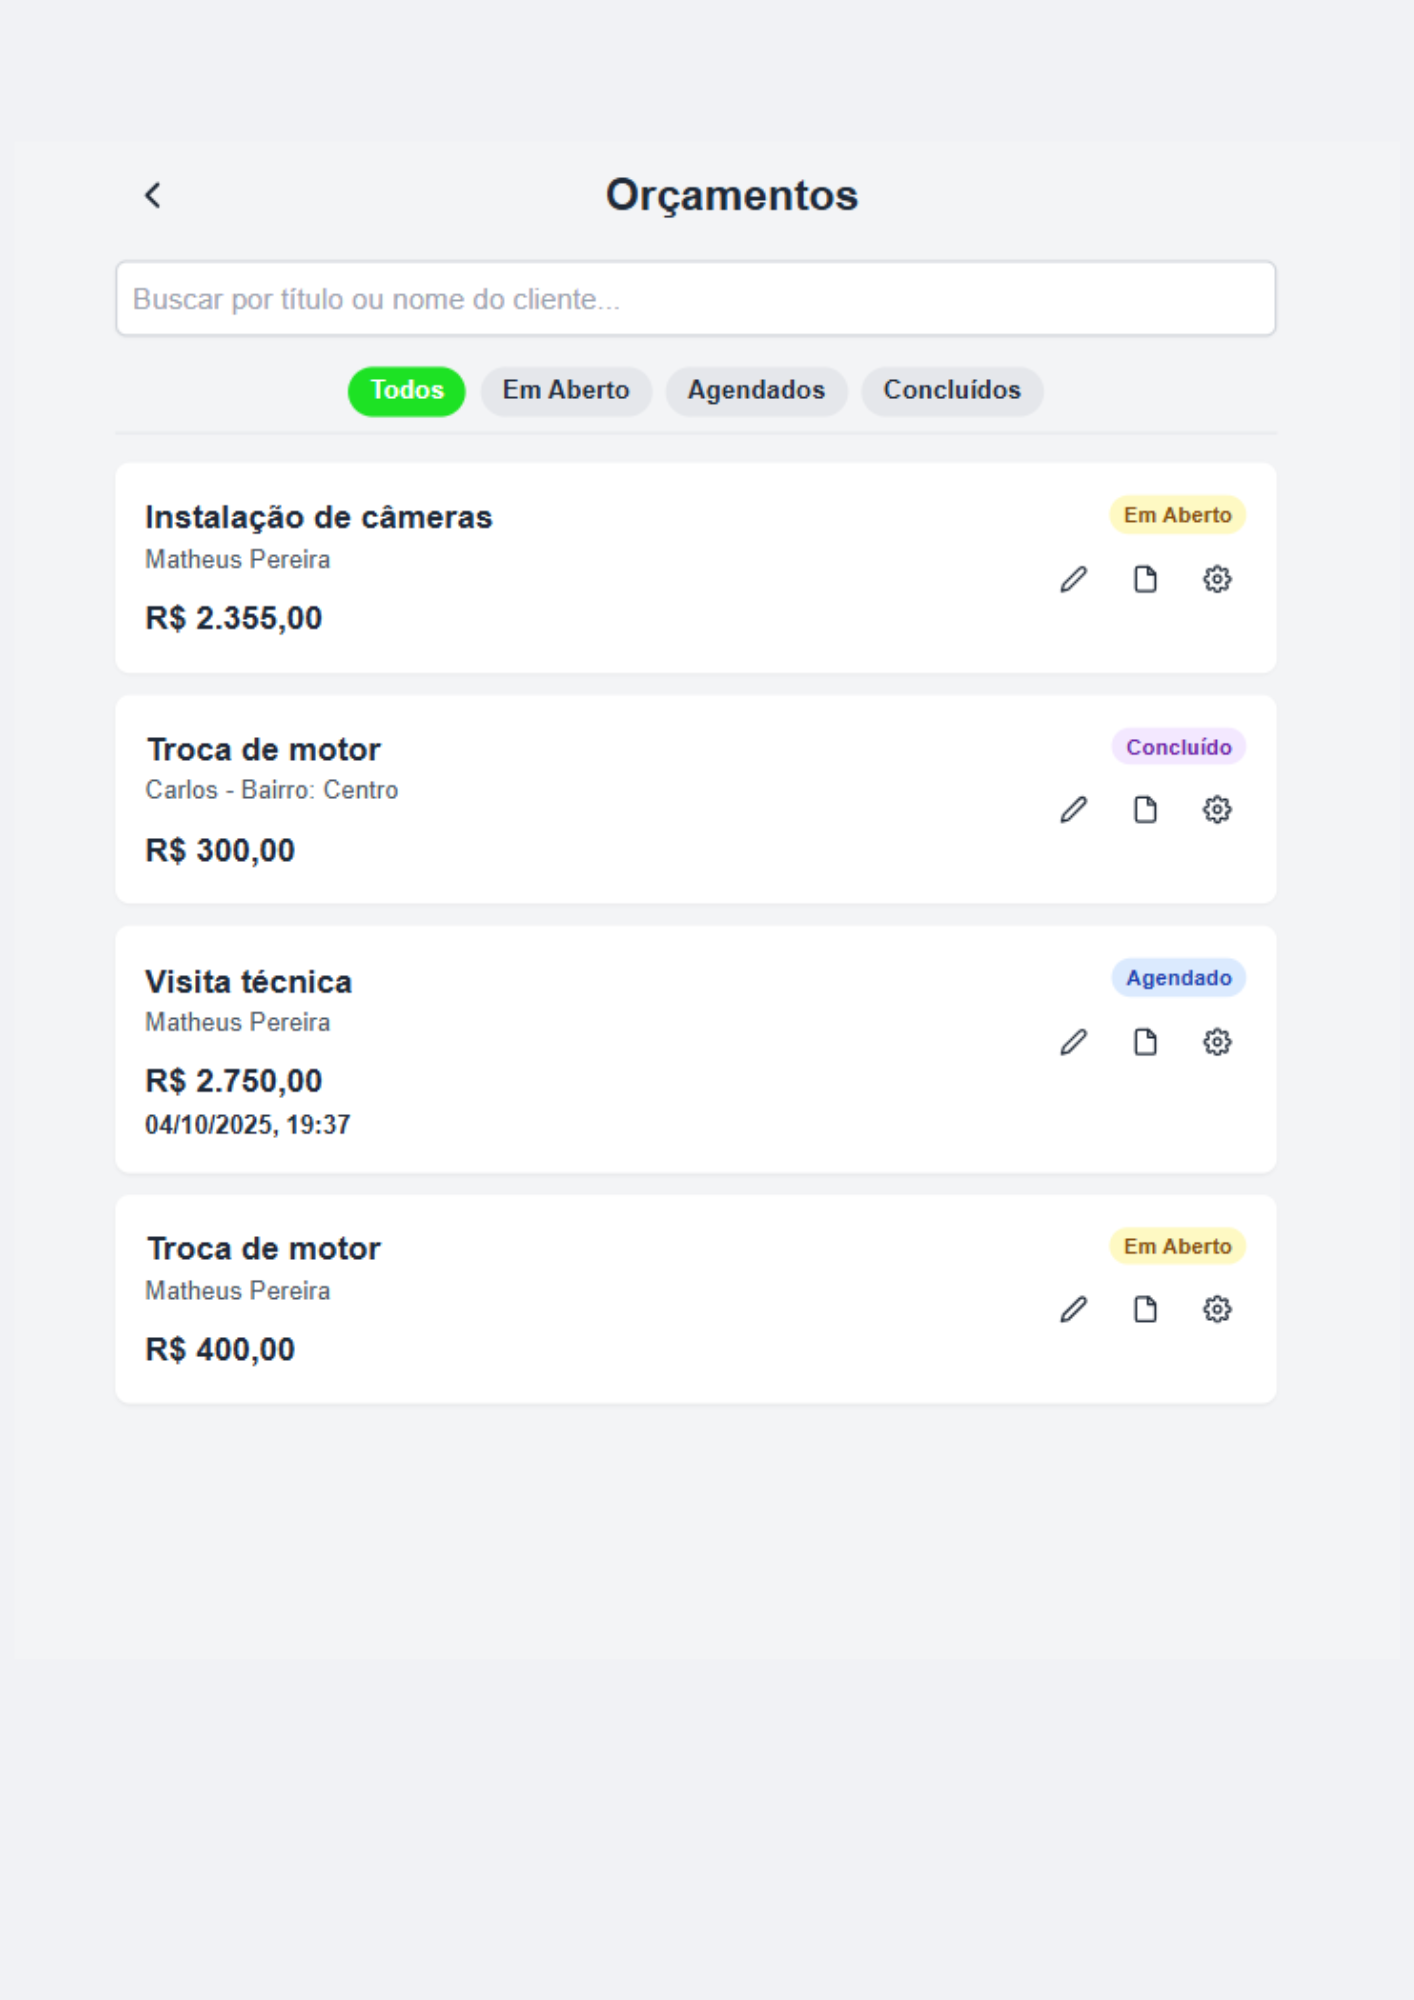 Orçamentos
Buscar por título ou nome do cliente...
Todos
Em Aberto
Agendados
Concluídos
Instalação de câmeras
Em Aberto
Matheus Pereira
R$ 2.355,00
Troca de motor
Concluído
Carlos - Bairro: Centro
R$ 300,00
Visita técnica
Agendado
Matheus Pereira
R$ 2.750,00
04/10/2025, 19:37
Troca de motor
Em Aberto
Matheus Pereira
R$ 400,00